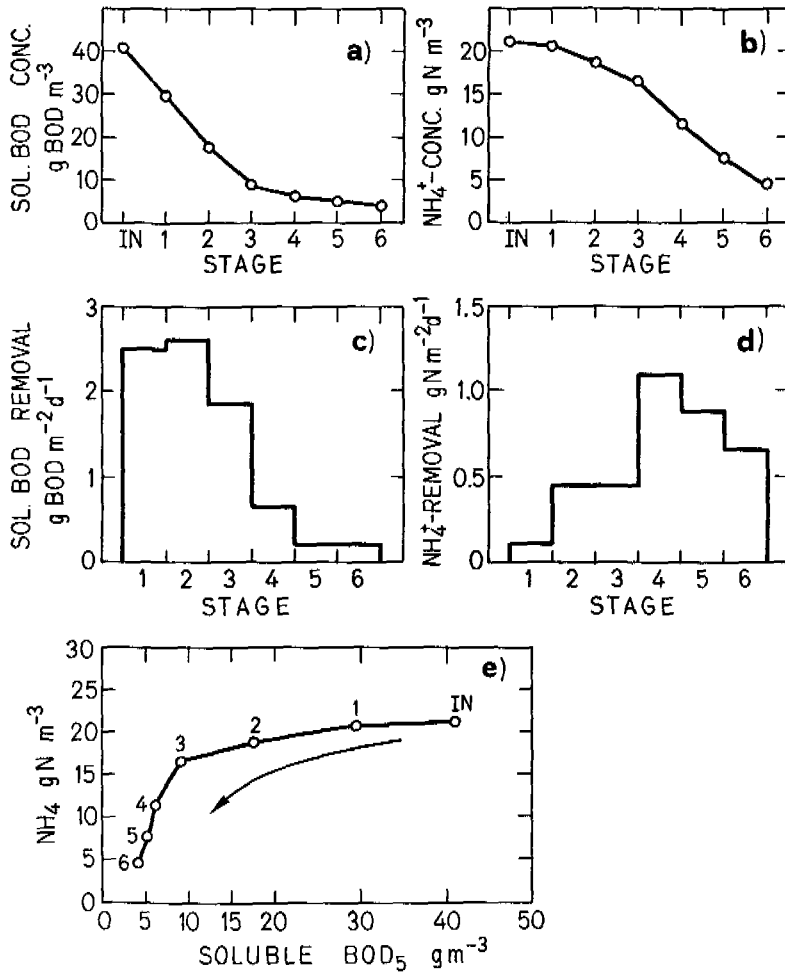 a)
SOL. BOD CONC.
g BOD m⁻³
40
30
20
10
0
IN 1 2 3 4 5 6
STAGE
b)
NH₄⁺-CONC. gN m⁻³
20
15
10
5
0
IN 1 2 3 4 5 6
STAGE
c)
SOL. BOD REMOVAL
g BOD m⁻² d⁻¹
3
2
1
0
1 2 3 4 5 6
STAGE
d)
NH₄⁺-REMOVAL gN m⁻² d⁻¹
1.5
1.0
0.5
0
1 2 3 4 5 6
STAGE
e)
NH₄ gN m⁻³
30
25
20
15
10
5
0
IN
1
2
3
4
5
6
0 5 10 15 20 30 40 50
SOLUBLE BOD₅ gm⁻³